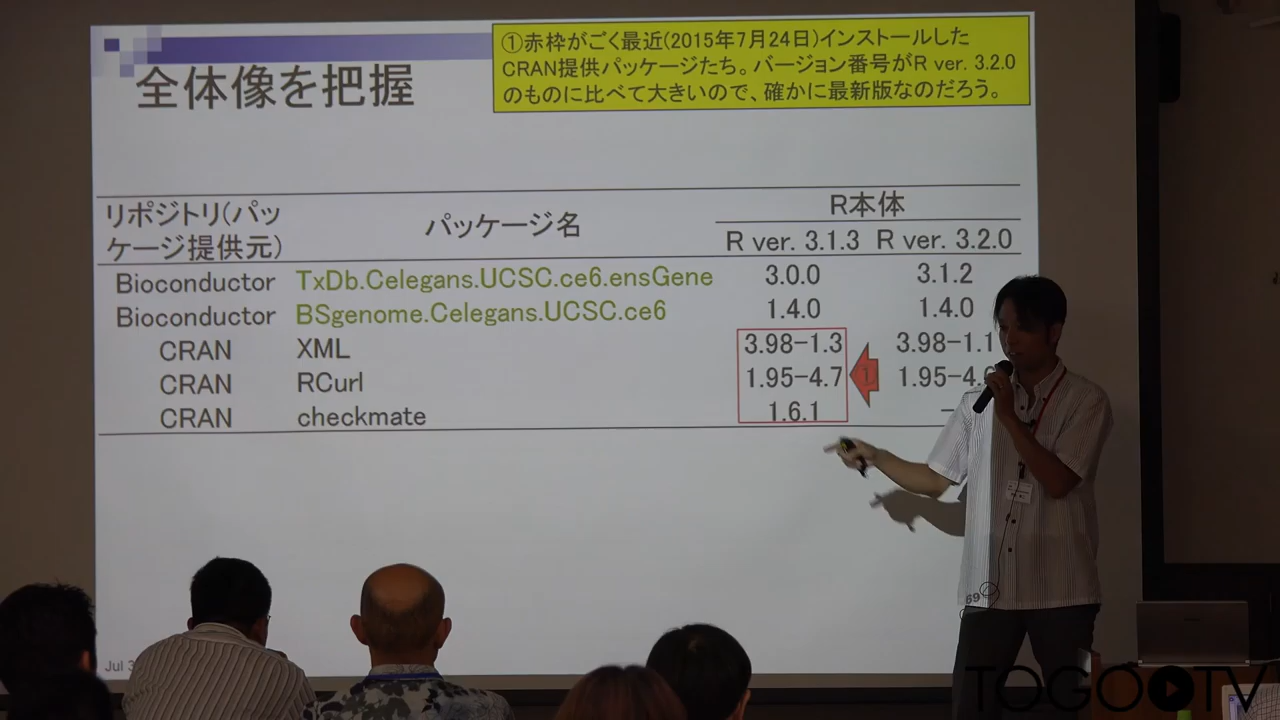 全体像を把握
①赤枠がごく最近(2015年7月24日)インストールした
CRAN提供パッケージたち。バージョン番号がR ver. 3.2.0
のものに比べて大きいので、確かに最新版なのだろう。
リポジトリ(パッ
ケージ提供元)
パッケージ名
R本体
R ver. 3.1.3 R ver. 3.2.0
Bioconductor TxDb.Celegans.UCSC.ce6.ensGene 3.0.0 3.1.2
Bioconductor BSgenome.Celegans.UCSC.ce6 1.4.0 1.4.0
CRAN XML 3.98-1.3 3.98-1.1
CRAN RCurl 1.95-4.7 ① 1.95-4.
CRAN checkmate 1.6.1 -
Jul
69
TOGOTV